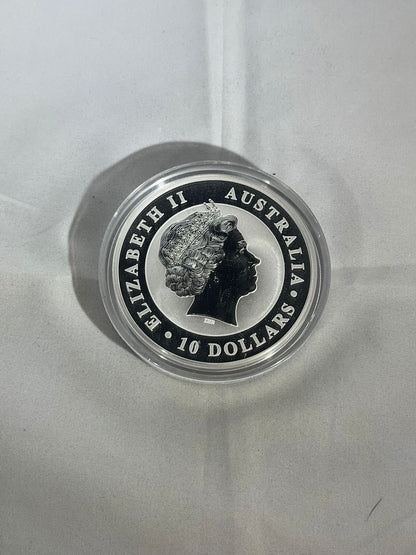 ELIZABETH II AUSTRALIA • 10 DOLLARS •